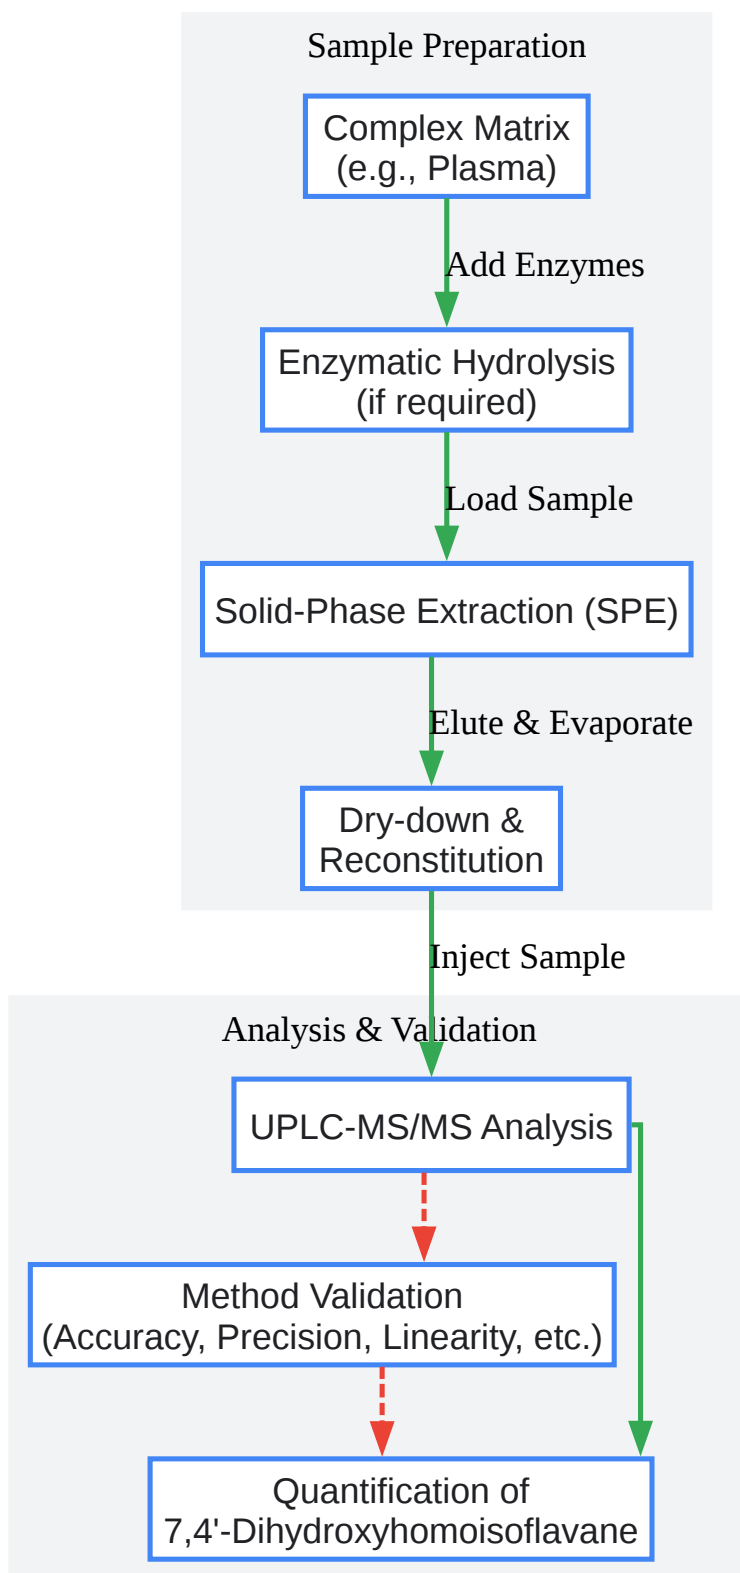 Sample Preparation
Complex Matrix
(e.g., Plasma)
Add Enzymes
Enzymatic Hydrolysis
(if required)
Load Sample
Solid-Phase Extraction (SPE)
Elute & Evaporate
Dry-down &
Reconstitution
Inject Sample
Analysis & Validation
UPLC-MS/MS Analysis
Method Validation
(Accuracy, Precision, Linearity, etc.)
Quantification of
7,4'-Dihydroxyhomoisoflavane